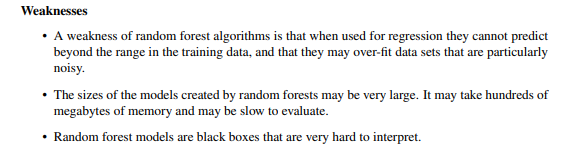 Weaknesses
• A weakness of random forest algorithms is that when used for regression they cannot predict
beyond the range in the training data, and that they may over-fit data sets that are particularly
noisy.
• The sizes of the models created by random forests may be very large. It may take hundreds of
megabytes of memory and may be slow to evaluate.
• Random forest models are black boxes that are very hard to interpret.